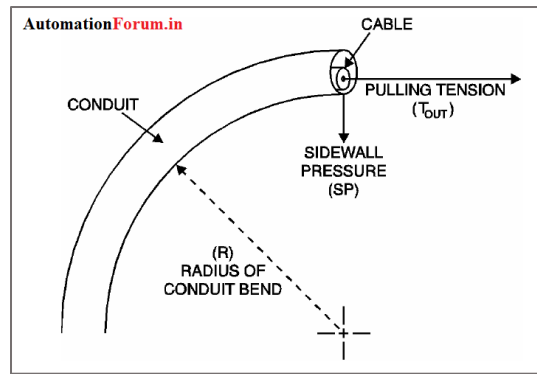 AutomationForum.in
CABLE
PULLING TENSION
(TOUT)
CONDUIT
SIDEWALL
PRESSURE
(SP)
(R)
RADIUS OF
CONDUIT BEND